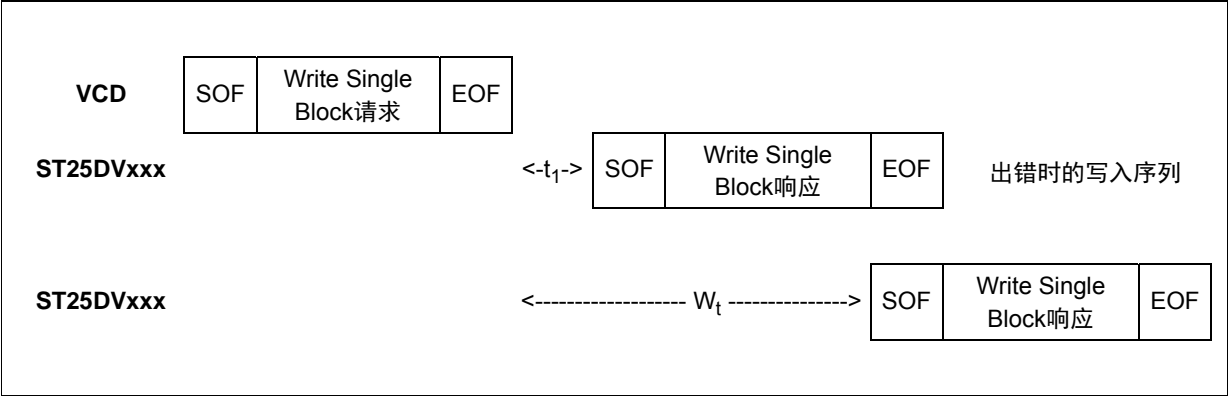 VCD SOF Write Single Block请求 EOF
ST25DVxxx <-t₁-> SOF Write Single Block响应 EOF 出错时的写入序列
ST25DVxxx <------------------- Wₜ ---------------> SOF Write Single Block响应 EOF